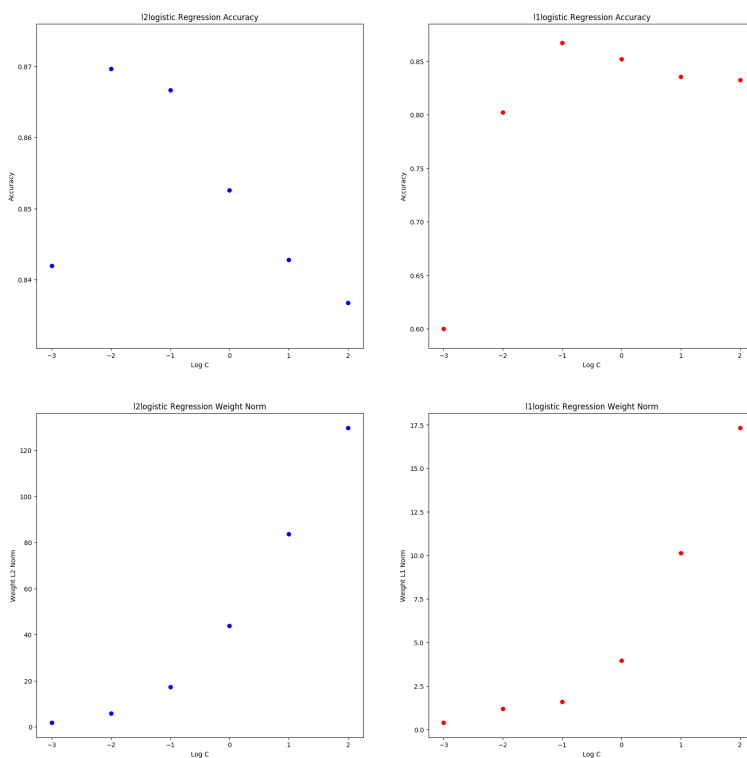 l2logistic Regression Accuracy
Accuracy
0.87
0.86
0.85
0.84
−3 −2 −1 0 1 2
Log C
l1logistic Regression Accuracy
Accuracy
0.85
0.80
0.75
0.70
0.65
0.60
−3 −2 −1 0 1 2
Log C
l2logistic Regression Weight Norm
Weight L2 Norm
120
100
80
60
40
20
0
−3 −2 −1 0 1 2
Log C
l1logistic Regression Weight Norm
Weight L1 Norm
17.5
15.0
12.5
10.0
7.5
5.0
2.5
0.0
−3 −2 −1 0 1 2
Log C